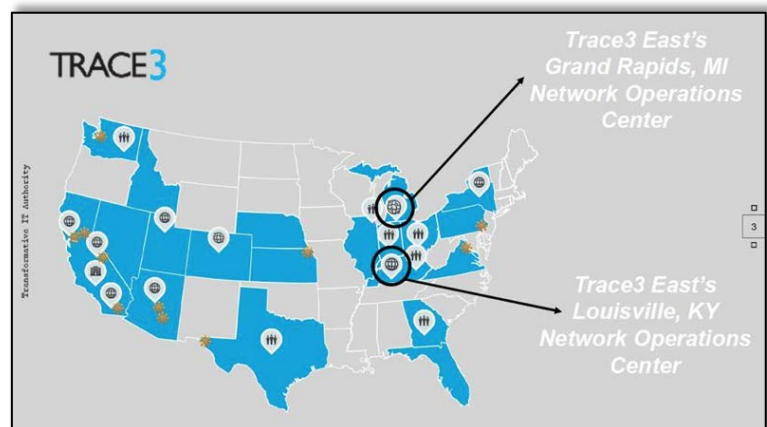 TRACE3
Trace3 East's
Grand Rapids, MI
Network Operations
Center
Transformative IT Authority
3
Trace3 East's
Louisville, KY
Network Operations
Center